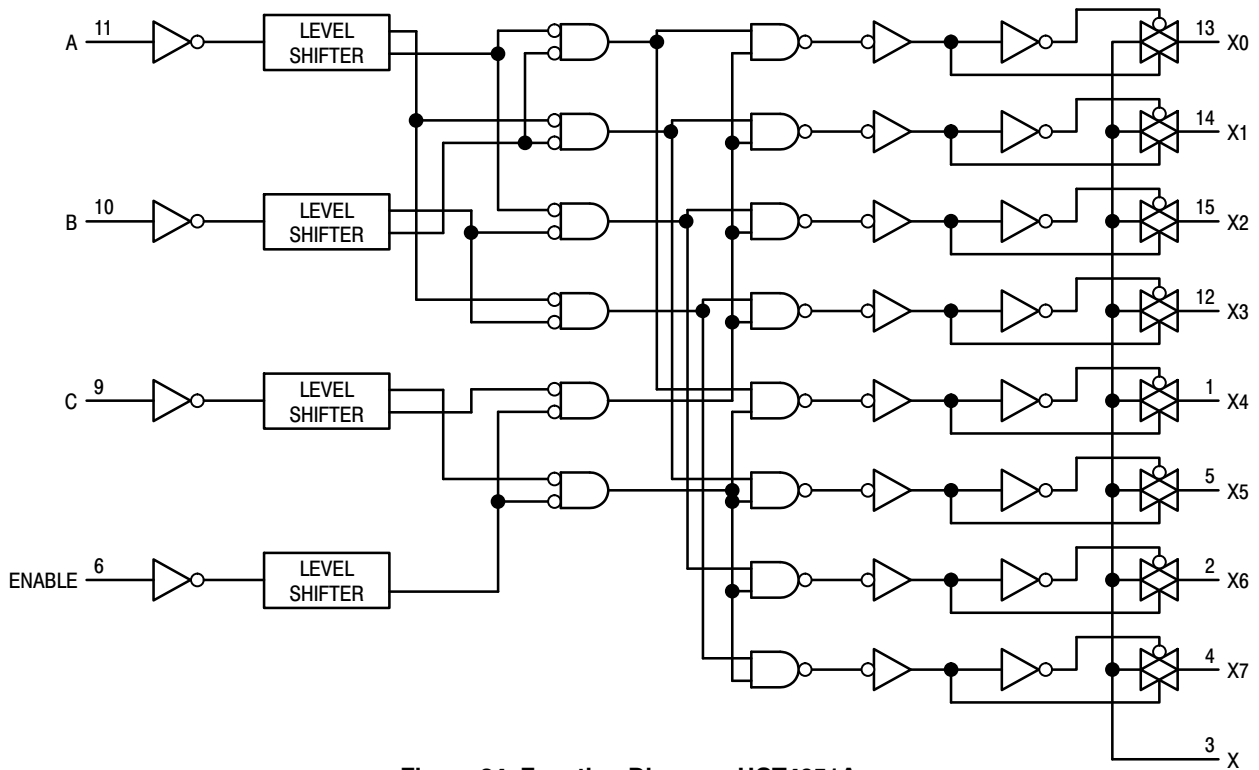 A 11 LEVEL SHIFTER 13 X0
14 X1
B 10 LEVEL SHIFTER 15 X2
12 X3
C 9 LEVEL SHIFTER 1 X4
5 X5
ENABLE 6 LEVEL SHIFTER 2 X6
4 X7
3 X